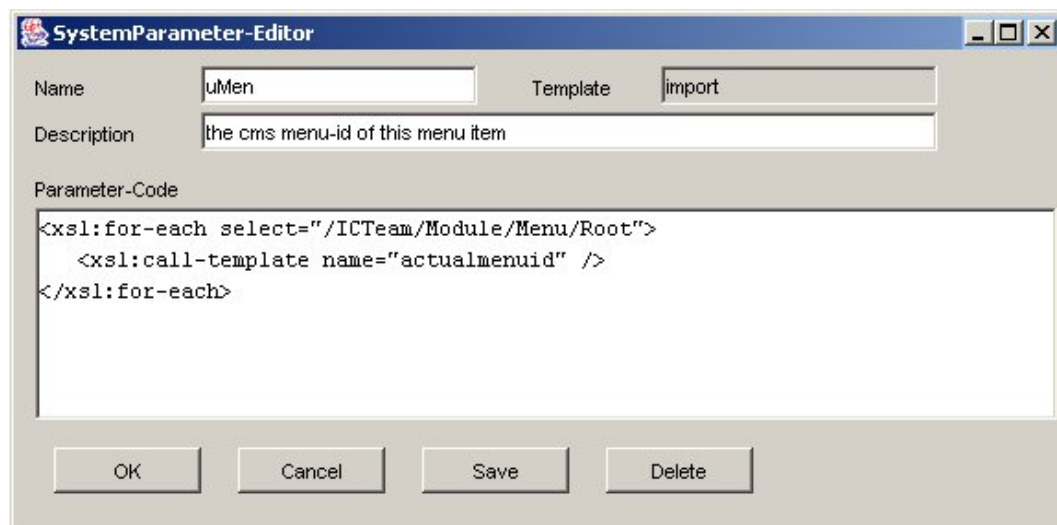 SystemParameter-Editor
Name uMen Template import
Description the cms menu-id of this menu item
Parameter-Code
<xsl:for-each select="/ICTeam/Module/Menu/Root">
   <xsl:call-template name="actualmenuid" />
</xsl:for-each>
OK Cancel Save Delete